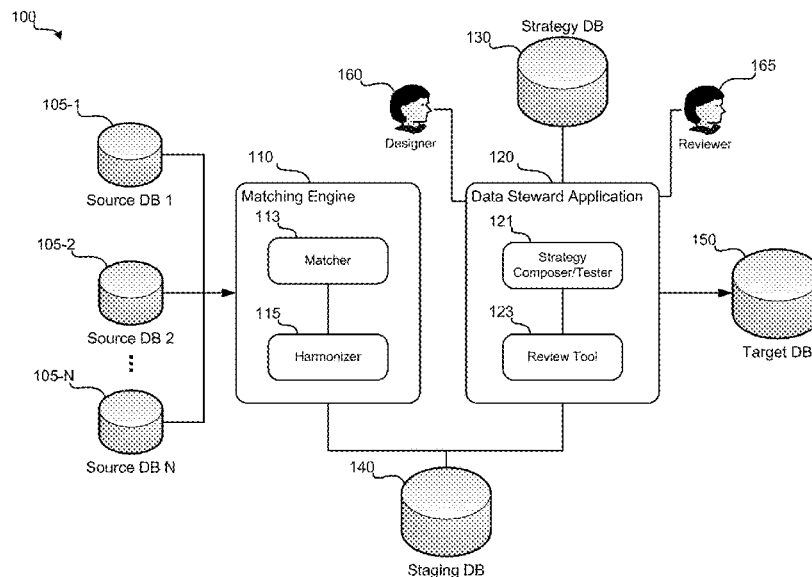 100
Strategy DB
130
160
165
105-1
Designer
Reviewer
110
120
Source DB 1
Matching Engine
Data Steward Application
113
121
150
105-2
Matcher
Strategy
Composer/Tester
115
123
Source DB 2
Harmonizer
Review Tool
Target DB
105-N
Source DB N
140
Staging DB